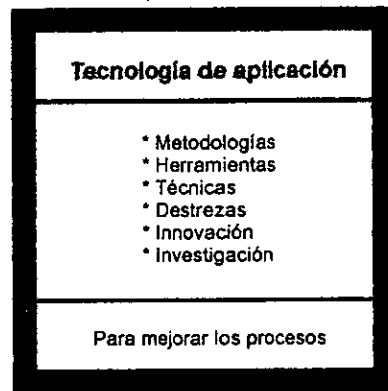 Tecnología de aplicación
* Metodologías
* Herramientas
* Técnicas
* Destrezas
* Innovación
* Investigación
Para mejorar los procesos